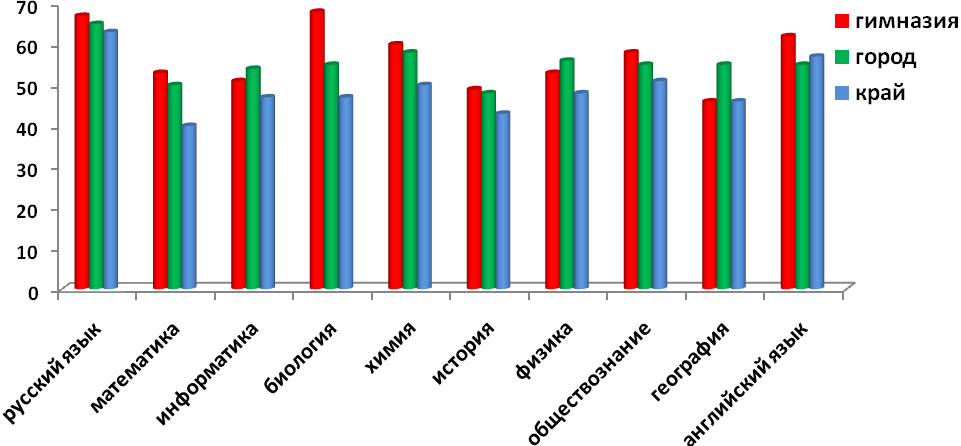 70
60
50
40
30
20
10
0
гимназия
город
край
русский язык
математика
информатика
биология
химия
история
физика
обществознание
география
английский язык